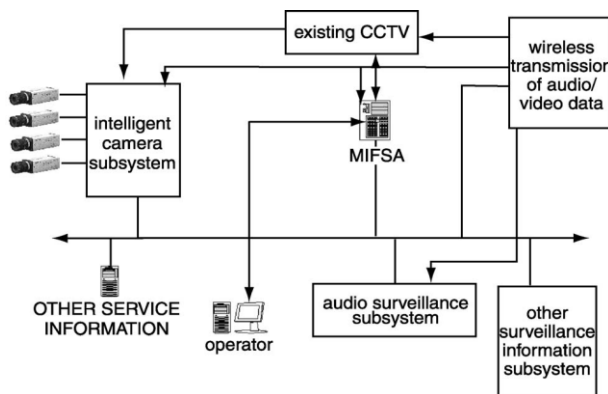 existing CCTV
wireless
transmission
of audio/
video data
intelligent
camera
subsystem
MIFSA
OTHER SERVICE
INFORMATION
operator
audio surveillance
subsystem
other
surveillance
information
subsystem